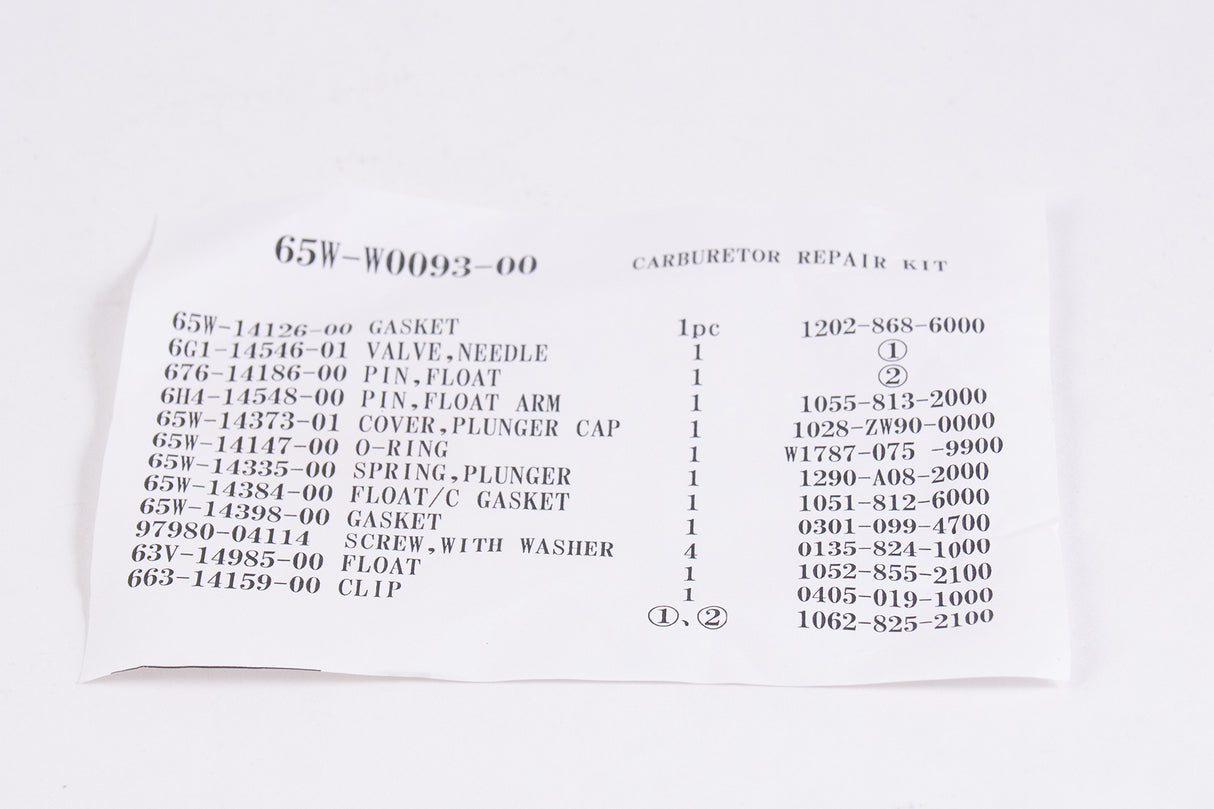 65W-W0093-00 CARBURETOR REPAIR KIT
65W-14126-00 GASKET 1pc 1202-868-6000
6G1-14546-01 VALVE,NEEDLE 1 ①
676-14186-00 PIN,FLOAT 1 ②
6H4-14548-00 PIN,FLOAT ARM 1 1055-813-2000
65W-14373-01 COVER,PLUNGER CAP 1 1028-ZW90-0000
65W-14147-00 O-RING 1 W1787-075 -9900
65W-14335-00 SPRING,PLUNGER 1 1290-A08-2000
65W-14384-00 FLOAT/C GASKET 1 1051-812-6000
65W-14398-00 GASKET 1 0301-099-4700
97980-04114 SCREW,WITH WASHER 4 0135-824-1000
63V-14985-00 FLOAT 1 1052-855-2100
663-14159-00 CLIP 1 0405-019-1000
①、② 1062-825-2100